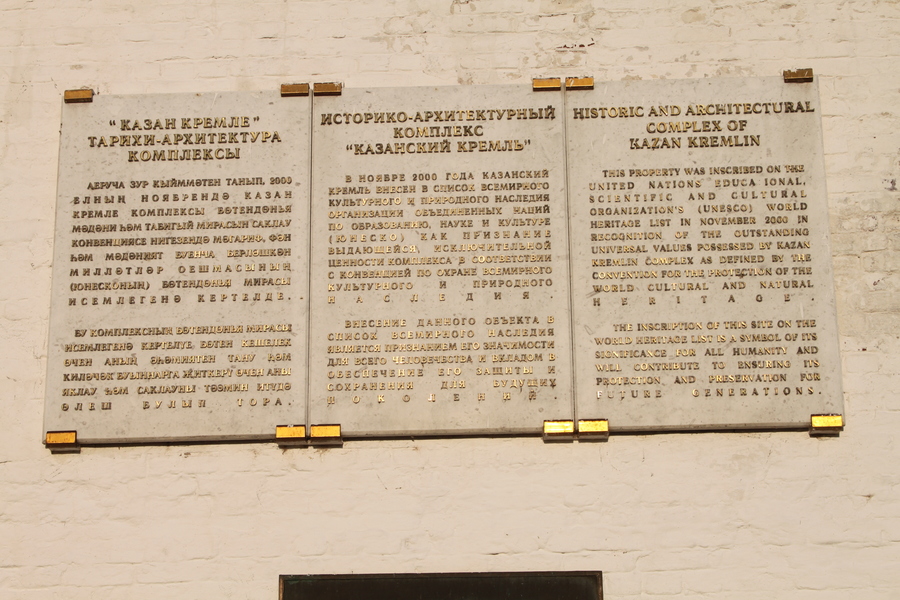 "КАЗАН КРЕМЛЕ"
ТАРИХИ-АРХИТЕКТУРА
КОМПЛЕКСЫ
АЕРУЧА ЗУР КЫЙММӘТЕН ТАНЫП, 2000
ЕЛНЫҢ НОЯБРЕНДӘ КАЗАН
КРЕМЛЕ КОМПЛЕКСЫ БӨТЕНДӨНЬЯ
МӘДӘНИ ҺӘМ ТАБИГЫЙ МИРАСЫН САКЛАУ
КОНВЕНЦИЯСЕ НИГЕЗЕНДӘ МӘГАРИФ, ФӘН
ҺӘМ МӘДӘНИЯТ БУЕНЧА БЕРЛӘШКӘН
МИЛЛӘТЛӘР ОЕШМАСЫНЫҢ
(ЮНЕСКОНЫҢ) БӨТЕНДӨНЬЯ МИРАСЫ
ИСЕМЛЕГЕНӘ КЕРТЕЛДЕ.
БУ КОМПЛЕКСНЫҢ БӨТЕНДӨНЬЯ МИРАСЫ
ИСЕМЛЕГЕНӘ КЕРТЕЛҮЕ, БӨТЕН КЕШЕЛЕК
ӨЧЕН АНЫҢ ӘҺӘМИЯТЕН ТАНУ ҺӘМ
КИЛӘЧӘК БУЫННАРГА ҖИТКЕРҮ ӨЧЕН АНЫ
ЯКЛАУ ҺӘМ САКЛАУНЫ ТӘЭМИН ИТҮДӘ
ӨЛЕШ БУЛЫП ТОРА.
ИСТОРИКО-АРХИТЕКТУРНЫЙ
КОМПЛЕКС
"КАЗАНСКИЙ КРЕМЛЬ"
В НОЯБРЕ 2000 ГОДА КАЗАНСКИЙ
КРЕМЛЬ ВНЕСЕН В СПИСОК ВСЕМИРНОГО
КУЛЬТУРНОГО И ПРИРОДНОГО НАСЛЕДИЯ
ОРГАНИЗАЦИИ ОБЪЕДИНЕННЫХ НАЦИЙ
ПО ОБРАЗОВАНИЮ, НАУКЕ И КУЛЬТУРЕ
(ЮНЕСКО) КАК ПРИЗНАНИЕ
ВЫДАЮЩЕЙСЯ, ИСКЛЮЧИТЕЛЬНОЙ
ЦЕННОСТИ КОМПЛЕКСА В СООТВЕТСТВИИ
С КОНВЕНЦИЕЙ ПО ОХРАНЕ ВСЕМИРНОГО
КУЛЬТУРНОГО И ПРИРОДНОГО
НАСЛЕДИЯ.
ВНЕСЕНИЕ ДАННОГО ОБЪЕКТА В
СПИСОК ВСЕМИРНОГО НАСЛЕДИЯ
ЯВЛЯЕТСЯ ПРИЗНАНИЕМ ЕГО ЗНАЧИМОСТИ
ДЛЯ ВСЕГО ЧЕЛОВЕЧЕСТВА И ВКЛАДОМ В
ОБЕСПЕЧЕНИЕ ЕГО ЗАЩИТЫ И
СОХРАНЕНИЯ ДЛЯ БУДУЩИХ
ПОКОЛЕНИЙ.
HISTORIC AND ARCHITECTURAL
COMPLEX OF
KAZAN KREMLIN
THIS PROPERTY WAS INSCRIBED ON THE
UNITED NATIONS EDUCA IONAL,
SCIENTIFIC AND CULTURAL
ORGANIZATION'S (UNESCO) WORLD
HERITAGE LIST IN NOVEMBER 2000 IN
RECOGNITION OF THE OUTSTANDING
UNIVERSAL VALUES POSSESSED BY KAZAN
KREMLIN COMPLEX AS DEFINED BY THE
CONVENTION FOR THE PROTECTION OF THE
WORLD CULTURAL AND NATURAL
HERITAGE.
THE INSCRIPTION OF THIS SITE ON THE
WORLD HERITAGE LIST IS A SYMBOL OF ITS
SIGNIFICANCE FOR ALL HUMANITY AND
WILL CONTRIBUTE TO ENSURING ITS
PROTECTION AND PRESERVATION FOR
FUTURE GENERATIONS.